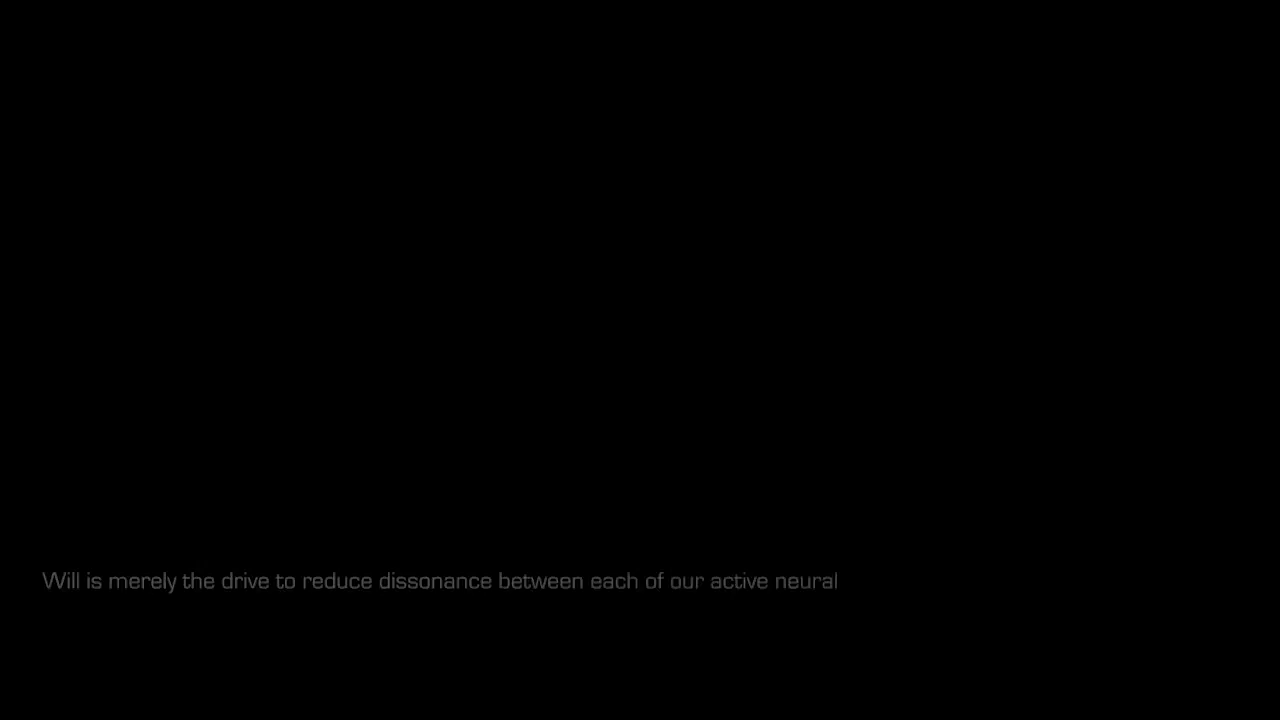 Will is merely the drive to reduce dissonance between each of our active neural